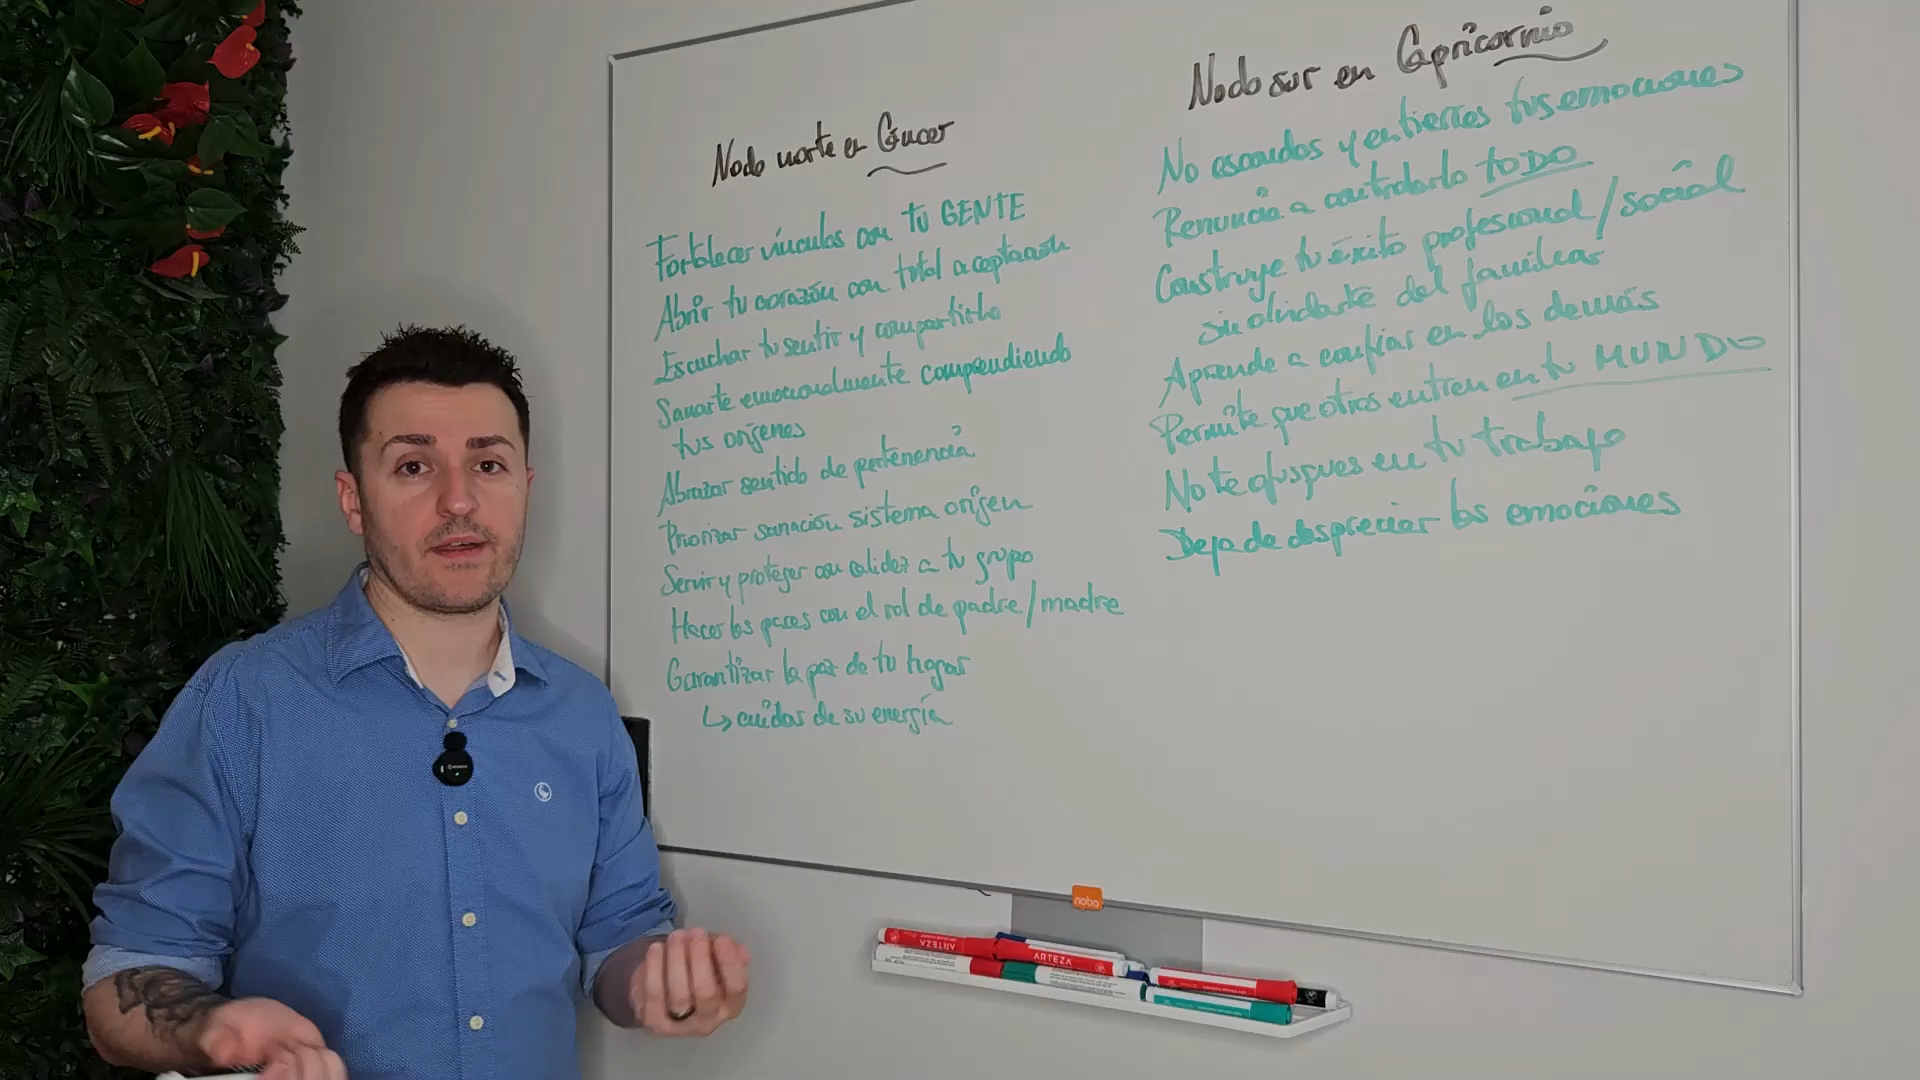 Nodo norte en Cáncer
Fortalecer vínculos con tu GENTE
Abrir tu corazón con total aceptación
Escuchar tu sentir y compartirlo
Sanarte emocionalmente comprendiendo
tus orígenes
Abrazar sentido de pertenencia
Priorizar sanación sistema origen
Servir y proteger con calidez a tu grupo
Hacer las paces con el rol de padre/madre
Garantizar la paz de tu hogar
↳ cuidar de su energía
Nodo sur en Capricornio
No escondas y entierres tus emociones
Renuncia a controlarlo TODO
Construye tu éxito profesional/social
sin olvidarte del familiar
Aprende a confiar en los demás
Permite que otros entren en tu MUNDO
No te ofusques en tu trabajo
Deja de despreciar las emociones
nobo
ARTEZA
ARTEZA